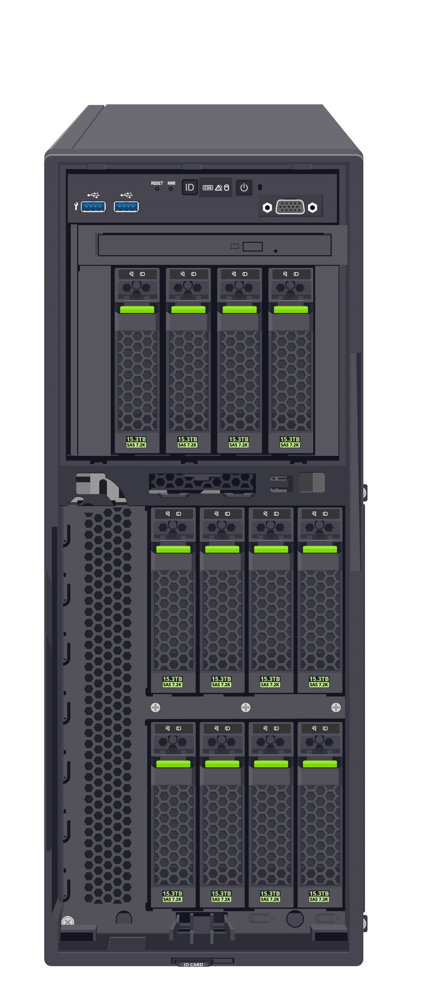 RESET NMI
ID
CSS
15.3TB 15.3TB 15.3TB 15.3TB
SAS 7.2K SAS 7.2K SAS 7.2K SAS 7.2K
15.3TB 15.3TB 15.3TB 15.3TB
SAS 7.2K SAS 7.2K SAS 7.2K SAS 7.2K
15.3TB 15.3TB 15.3TB 15.3TB
SAS 7.2K SAS 7.2K SAS 7.2K SAS 7.2K
ID CARD